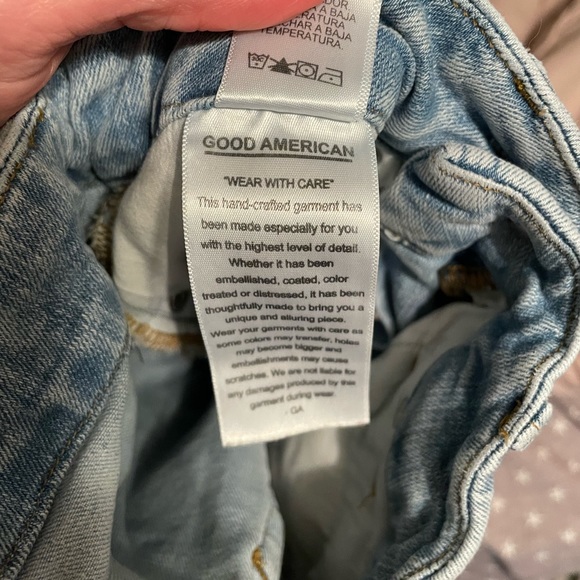 DOR
TEMPERATURA
CHAR A BAJA
TEMPERATURA.
GOOD AMERICAN
"WEAR WITH CARE"
This hand-crafted garment has
been made especially for you
with the highest level of detail.
Whether it has been
embellished, coated, color
treated or distressed, it has been
thoughtfully made to bring you a
unique and alluring piece.
Wear your garments with care as
some colors may transfer, holes
may become bigger and
embellishments may cause
scratches. We are not liable for
any damages produced by this
garment during wear.
- GA